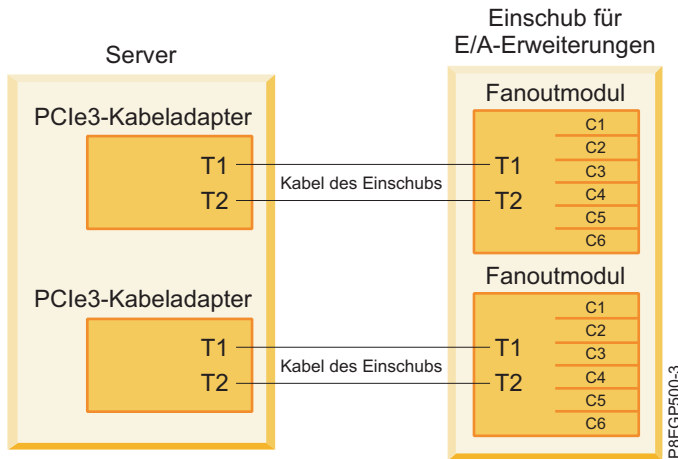 Server
Einschub für
E/A-Erweiterungen
PCIe3-Kabeladapter
T1
T2
Kabel des Einschubs
Fanoutmodul
T1
T2
C1
C2
C3
C4
C5
C6
PCIe3-Kabeladapter
T1
T2
Kabel des Einschubs
Fanoutmodul
T1
T2
C1
C2
C3
C4
C5
C6
P8EGP500-3